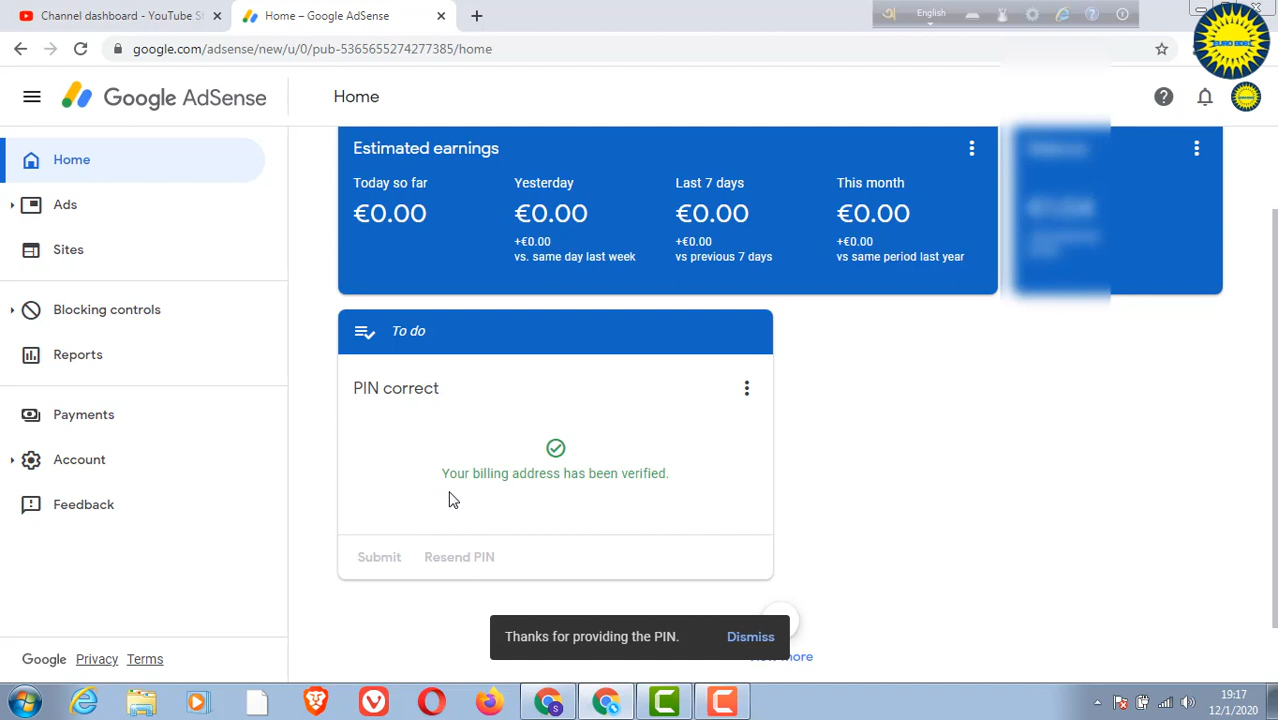 Channel dashboard - YouTube S
Home – Google AdSense
English
google.com/adsense/new/u/0/pub-5365655274277385/home
EURO BDBD
Google AdSense
Home
Home
Ads
Sites
Blocking controls
Reports
Payments
Account
Feedback
Google Privacy Terms
Estimated earnings
Today so far Yesterday Last 7 days This month
€0.00 €0.00 €0.00 €0.00
+€0.00 +€0.00 +€0.00
vs. same day last week vs previous 7 days vs same period last year
To do
PIN correct
Your billing address has been verified.
Submit Resend PIN
Thanks for providing the PIN. Dismiss
more
19:17
12/1/2020